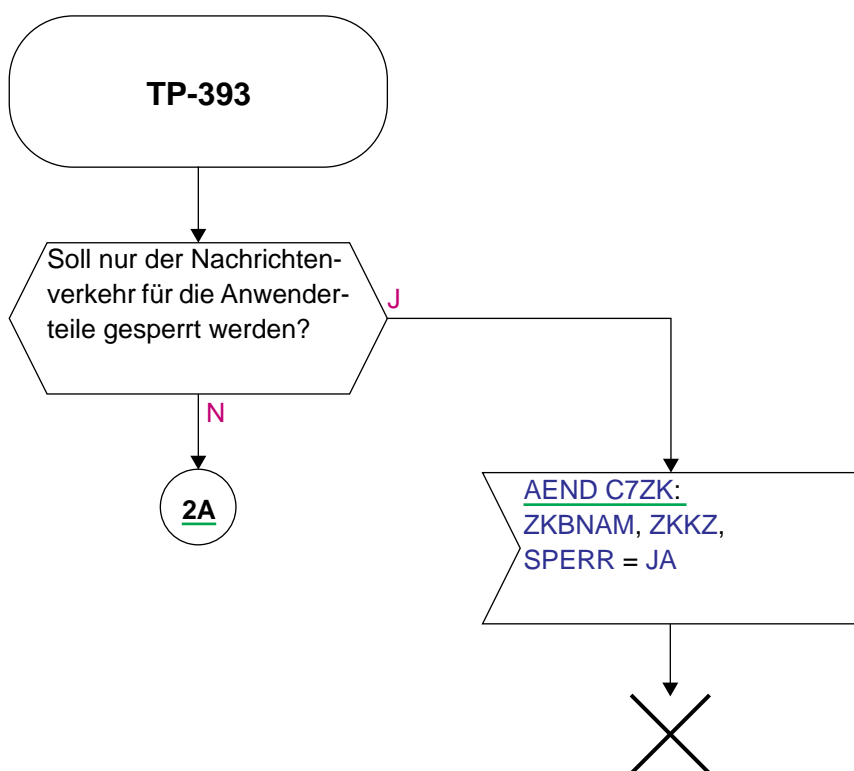 TP-393
Soll nur der Nachrichten-
verkehr für die Anwender-
teile gesperrt werden?
J
N
2A
AEND C7ZK:
ZKBNAM, ZKKZ,
SPERR = JA